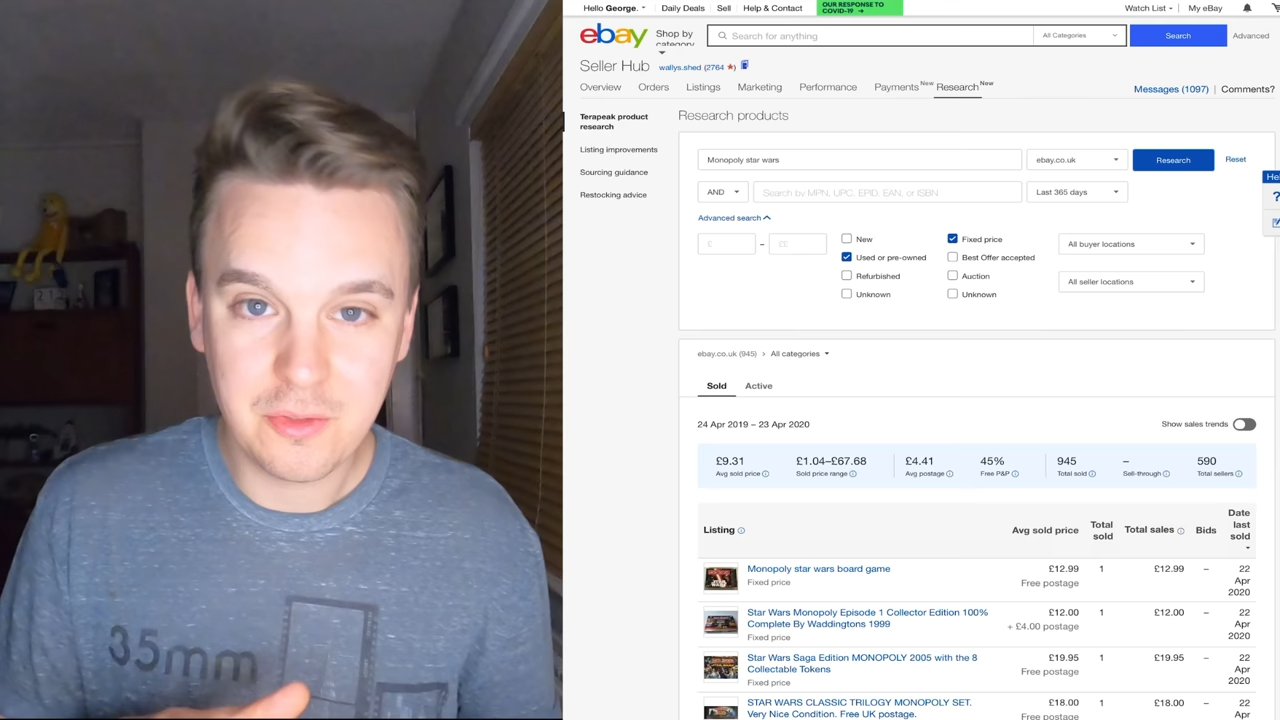 Hello George.
Daily Deals
Sell
Help & Contact
OUR RESPONSE TO
COVID-19 →
Watch List
My eBay
ebay
Shop by
category
Search for anything
All Categories
Search
Advanced
Seller Hub
wallys.shed (2764 ★)
Overview
Orders
Listings
Marketing
Performance
Payments New
Research New
Messages (1097) | Comments?
Terapeak product
research
Listing improvements
Sourcing guidance
Restocking advice
Research products
Monopoly star wars
ebay.co.uk
Research
Reset
AND
Search by MPN, UPC, EPID, EAN, or ISBN
Last 365 days
Advanced search
£
–
££
New
Used or pre-owned
Refurbished
Unknown
Fixed price
Best Offer accepted
Auction
Unknown
All buyer locations
All seller locations
He
?
ebay.co.uk (945) > All categories
Sold
Active
24 Apr 2019 – 23 Apr 2020
Show sales trends
£9.31
Avg sold price
£1.04–£67.68
Sold price range
£4.41
Avg postage
45%
Free P&P
945
Total sold
–
Sell-through
590
Total sellers
Listing
Avg sold price
Total
sold
Total sales
Bids
Date
last
sold
Monopoly star wars board game
Fixed price
£12.99
Free postage
1
£12.99
–
22
Apr
2020
Star Wars Monopoly Episode 1 Collector Edition 100%
Complete By Waddingtons 1999
Fixed price
£12.00
+ £4.00 postage
1
£12.00
–
22
Apr
2020
Star Wars Saga Edition MONOPOLY 2005 with the 8
Collectable Tokens
Fixed price
£19.95
Free postage
1
£19.95
–
22
Apr
2020
STAR WARS CLASSIC TRILOGY MONOPOLY SET.
Very Nice Condition. Free UK postage.
£18.00
Free postage
1
£18.00
–
22
Apr
35